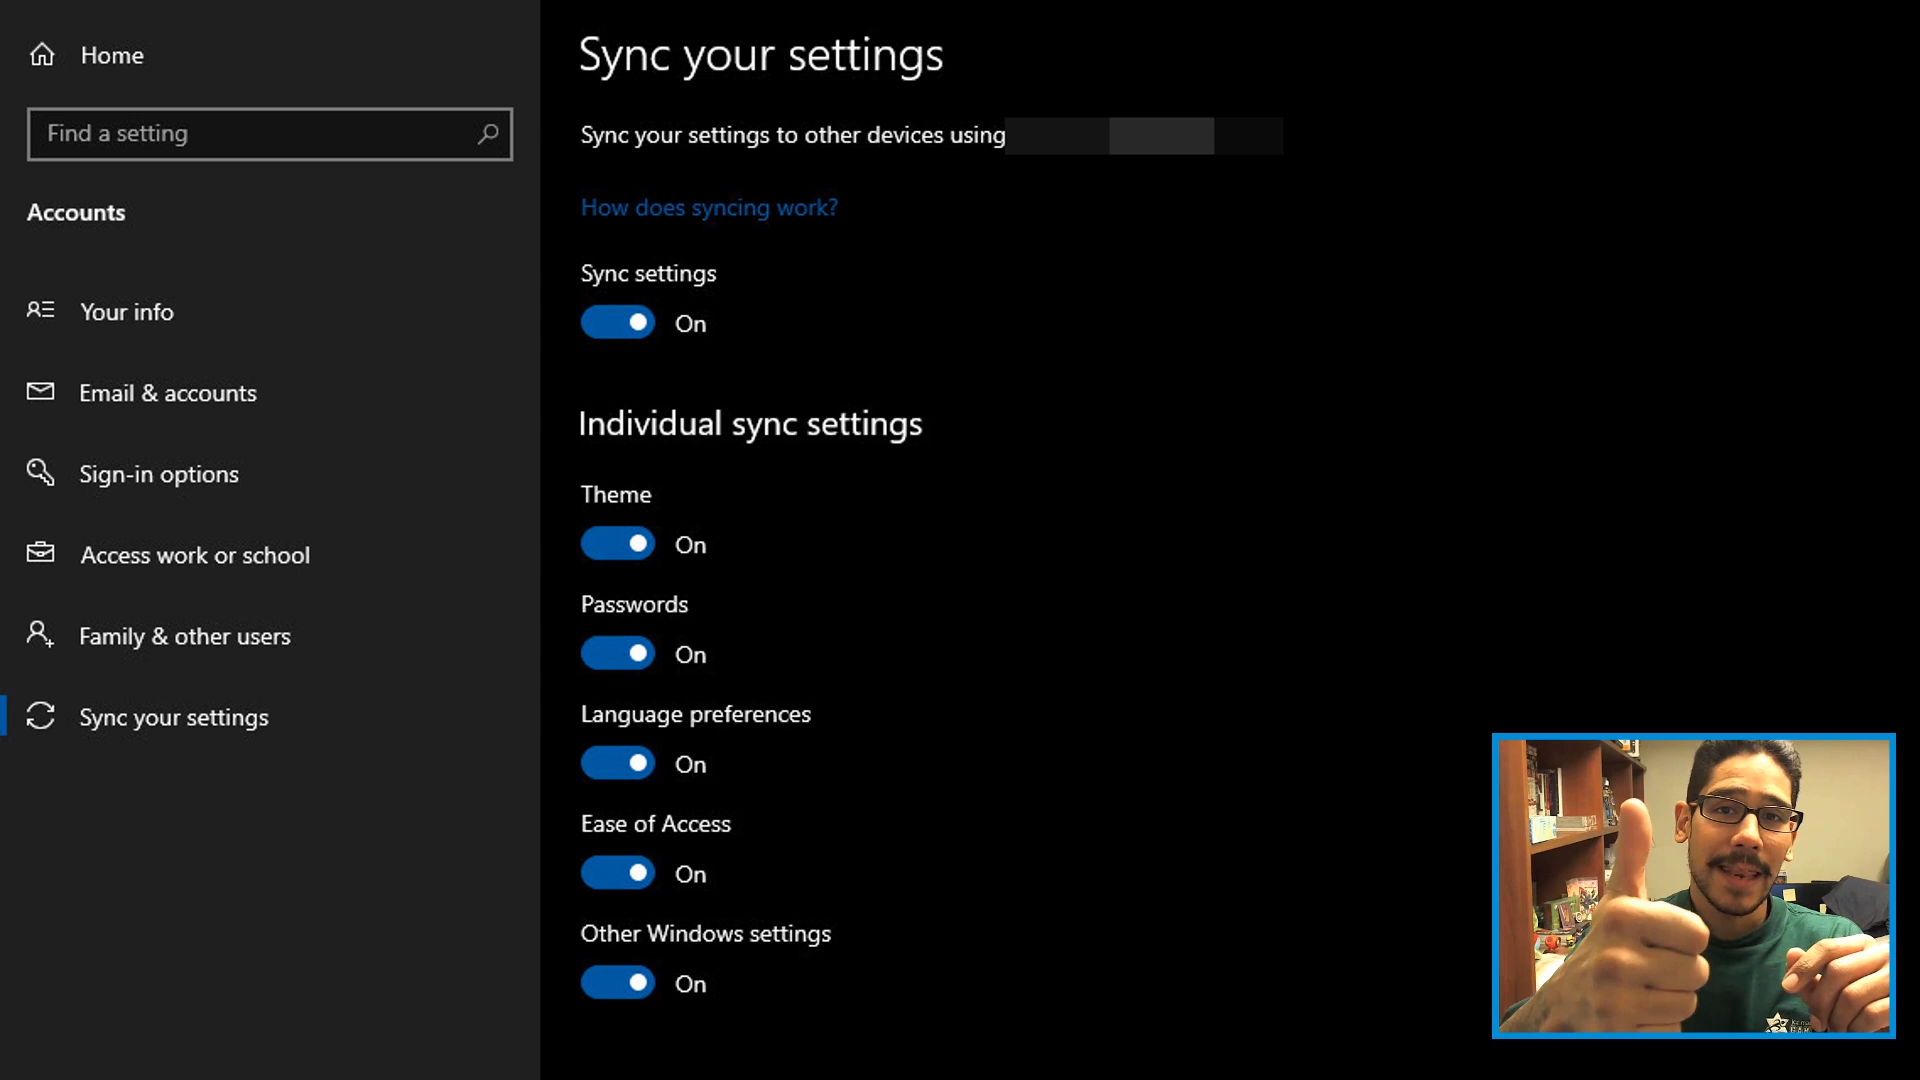 Home
Find a setting
Accounts
Your info
Email & accounts
Sign-in options
Access work or school
Family & other users
Sync your settings
Sync your settings
Sync your settings to other devices using
How does syncing work?
Sync settings
On
Individual sync settings
Theme
On
Passwords
On
Language preferences
On
Ease of Access
On
Other Windows settings
On